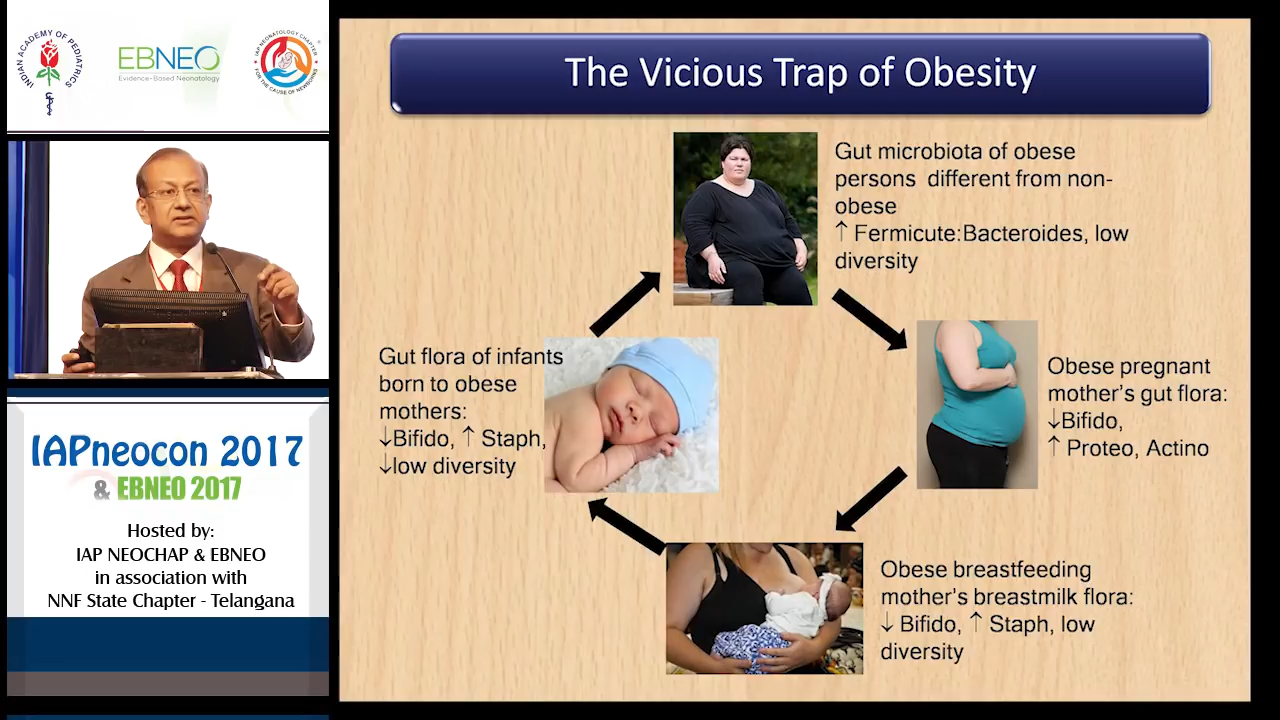 INDIAN ACADEMY OF PEDIATRICS
EBNEO
Evidence-Based Neonatology
IAP NEONATOLOGY CHAPTER
FOR THE CAUSE OF NEWBORNS
The Vicious Trap of Obesity
Gut microbiota of obese
persons different from non-
obese
↑ Fermicute:Bacteroides, low
diversity
Obese pregnant
mother's gut flora:
↓Bifido,
↑ Proteo, Actino
Obese breastfeeding
mother's breastmilk flora:
↓ Bifido, ↑ Staph, low
diversity
Gut flora of infants
born to obese
mothers:
↓Bifido, ↑ Staph,
↓low diversity
IAPneocon 2017
& EBNEO 2017
Hosted by:
IAP NEOCHAP & EBNEO
in association with
NNF State Chapter - Telangana